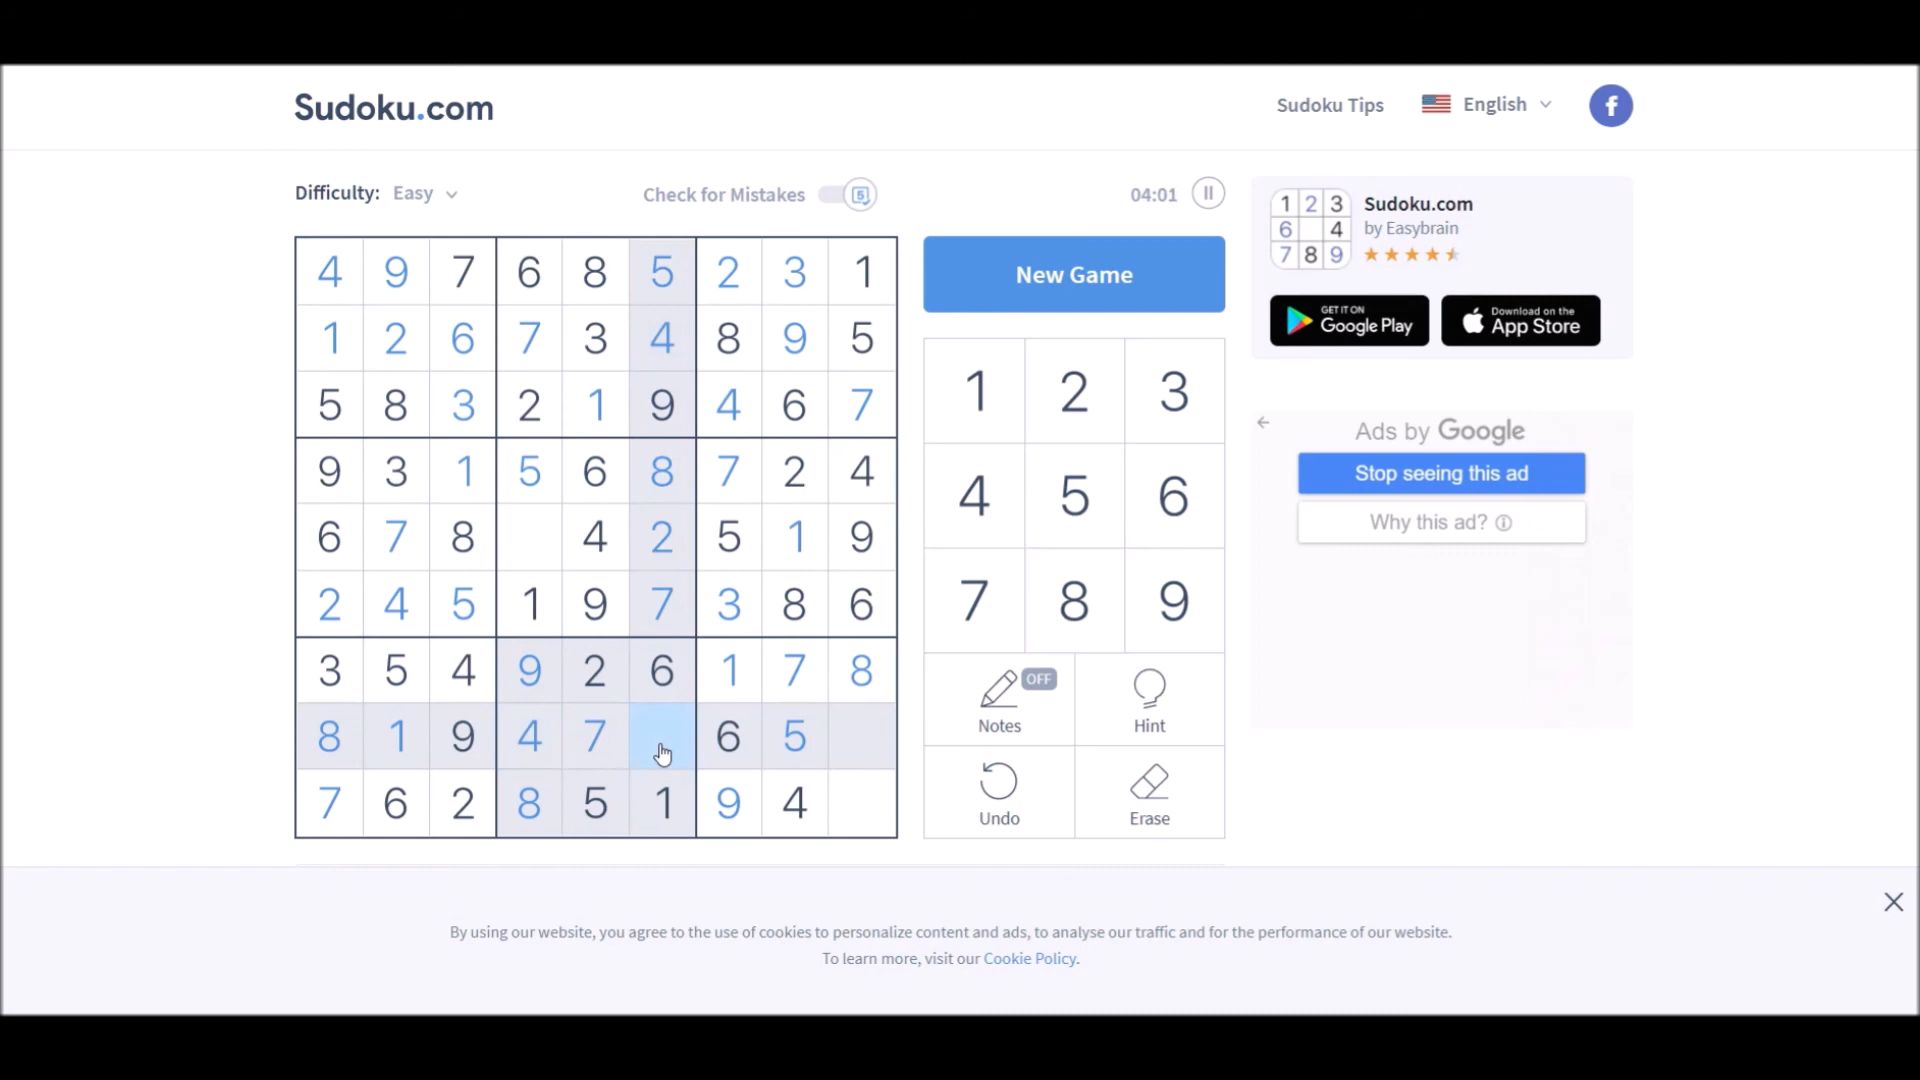 Sudoku.com
Sudoku Tips
English
f
Difficulty: Easy
Check for Mistakes
04:01
4 9 7 6 8 5 2 3 1
1 2 6 7 3 4 8 9 5
5 8 3 2 1 9 4 6 7
9 3 1 5 6 8 7 2 4
6 7 8 4 2 5 1 9
2 4 5 1 9 7 3 8 6
3 5 4 9 2 6 1 7 8
8 1 9 4 7 6 5
7 6 2 8 5 1 9 4
New Game
1 2 3
4 5 6
7 8 9
Notes OFF
Hint
Undo
Erase
1 2 3
6 4
7 8 9
Sudoku.com
by Easybrain
GET IT ON
Google Play
Download on the
App Store
Ads by Google
Stop seeing this ad
Why this ad?
By using our website, you agree to the use of cookies to personalize content and ads, to analyse our traffic and for the performance of our website.
To learn more, visit our Cookie Policy.